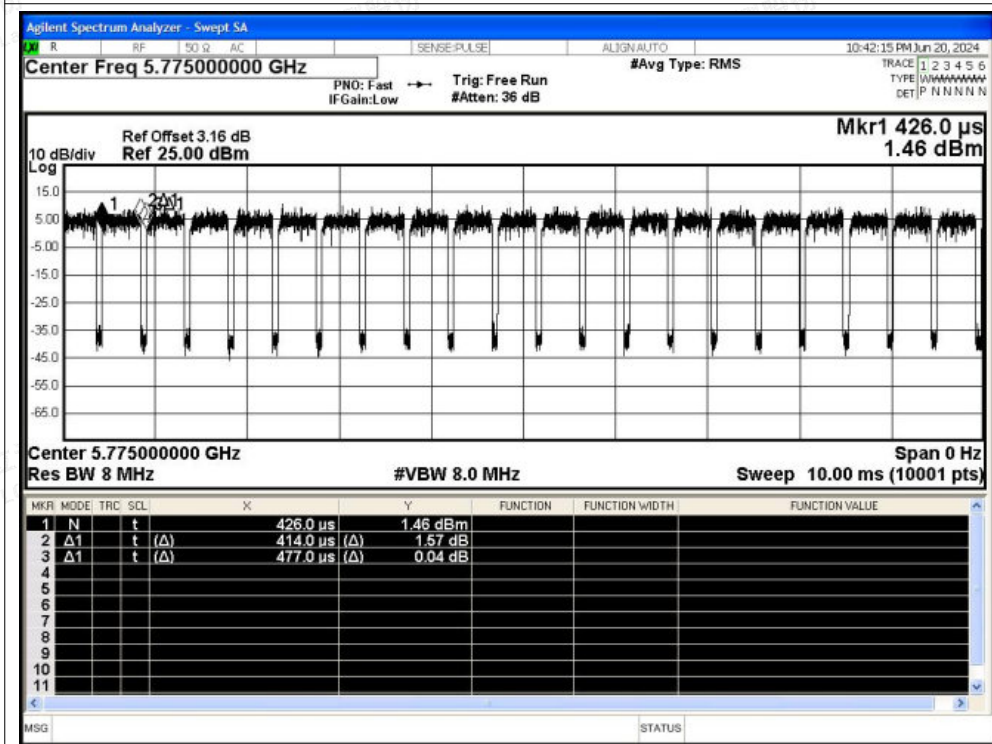 Agilent Spectrum Analyzer - Swept SA
LXI R RF 50 Ω AC SENSE:PULSE ALIGN AUTO 10:42:15 PM Jun 20, 2024
Center Freq 5.775000000 GHz #Avg Type: RMS TRACE 1 2 3 4 5 6
PNO: Fast Trig: Free Run TYPE WWWWWW
IFGain:Low #Atten: 36 dB DET P N N N N N
Mkr1 426.0 µs
Ref Offset 3.16 dB
10 dB/div Ref 25.00 dBm 1.46 dBm
Log
15.0
1
5.00
-5.00
-15.0
-25.0
-35.0
-45.0
-55.0
-65.0
Center 5.775000000 GHz Span 0 Hz
Res BW 8 MHz #VBW 8.0 MHz Sweep 10.00 ms (10001 pts)
MKR MODE TRC SCL X Y FUNCTION FUNCTION WIDTH FUNCTION VALUE
1 N t 426.0 µs 1.46 dBm
2 Δ1 t (Δ) 414.0 µs (Δ) 1.57 dB
3 Δ1 t (Δ) 477.0 µs (Δ) 0.04 dB
4
5
6
7
8
9
10
11
MSG STATUS